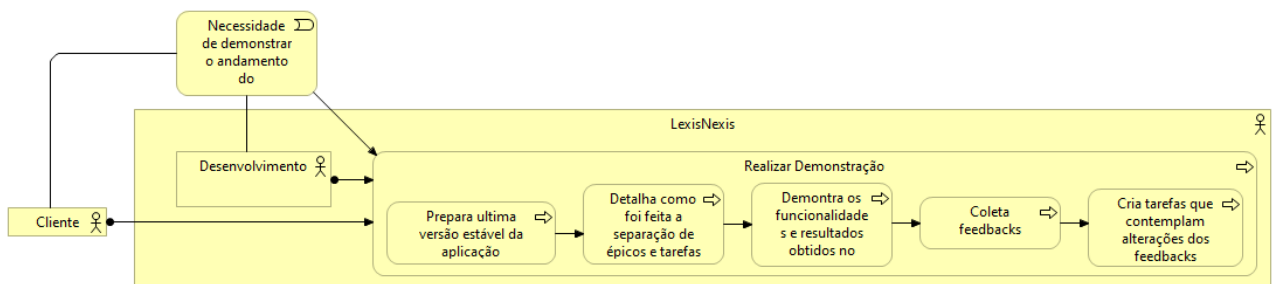 Necessidade
de demonstrar
o andamento
do
LexisNexis
Desenvolvimento
Realizar Demonstração
Cliente
Prepara ultima
versão estável da
aplicação
Detalha como
foi feita a
separação de
épicos e tarefas
Demontra os
funcionalidade
s e resultados
obtidos no
Coleta
feedbacks
Cria tarefas que
contemplam
alterações dos
feedbacks